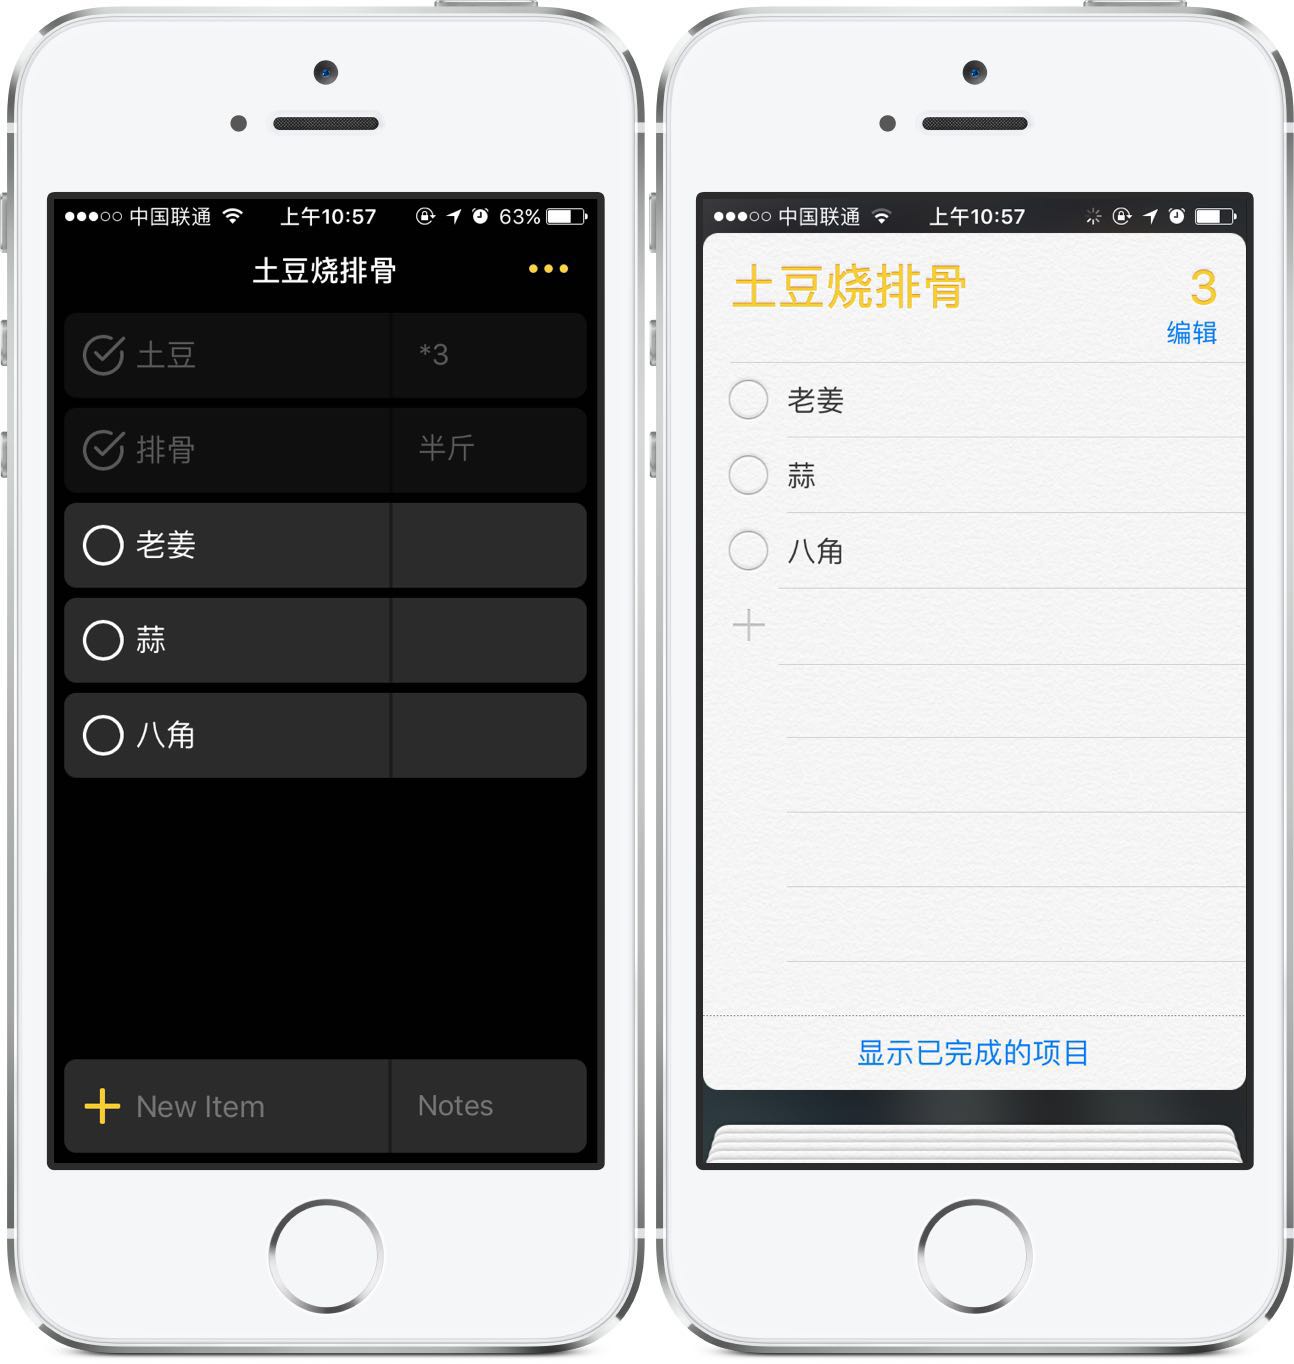 中国联通 上午10:57 63%
土豆烧排骨
土豆 *3
排骨 半斤
老姜
蒜
八角
New Item Notes
中国联通 上午10:57
土豆烧排骨 3
编辑
老姜
蒜
八角
显示已完成的项目